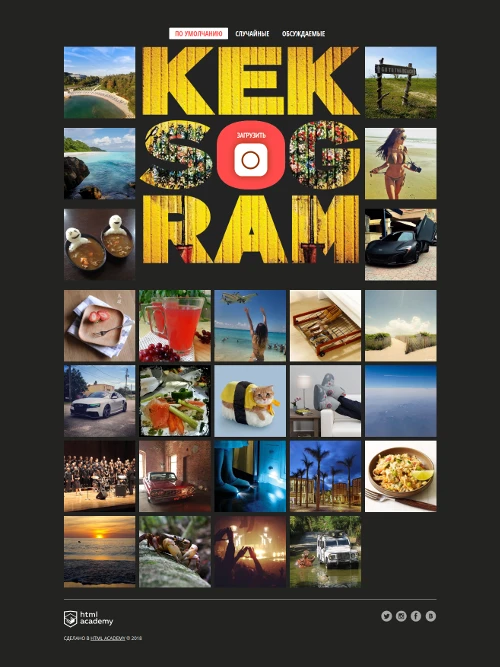 ПО УМОЛЧАНИЮ СЛУЧАЙНЫЕ ОБСУЖДАЕМЫЕ
KEK
SOG
ЗАГРУЗИТЬ
RAM
html
academy
СДЕЛАНО В HTML ACADEMY © 2018